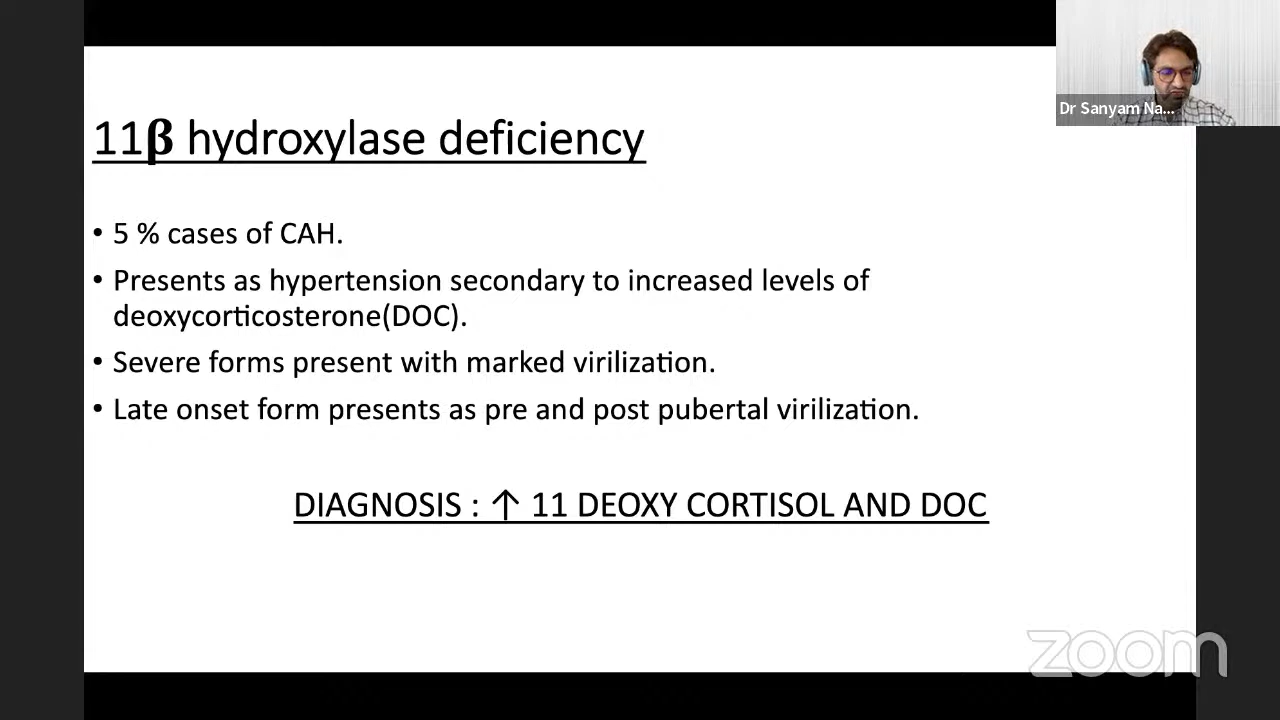 Dr Sanyam Na...
11β hydroxylase deficiency
• 5 % cases of CAH.
• Presents as hypertension secondary to increased levels of
deoxycorticosterone(DOC).
• Severe forms present with marked virilization.
• Late onset form presents as pre and post pubertal virilization.
DIAGNOSIS : ↑ 11 DEOXY CORTISOL AND DOC
zoom